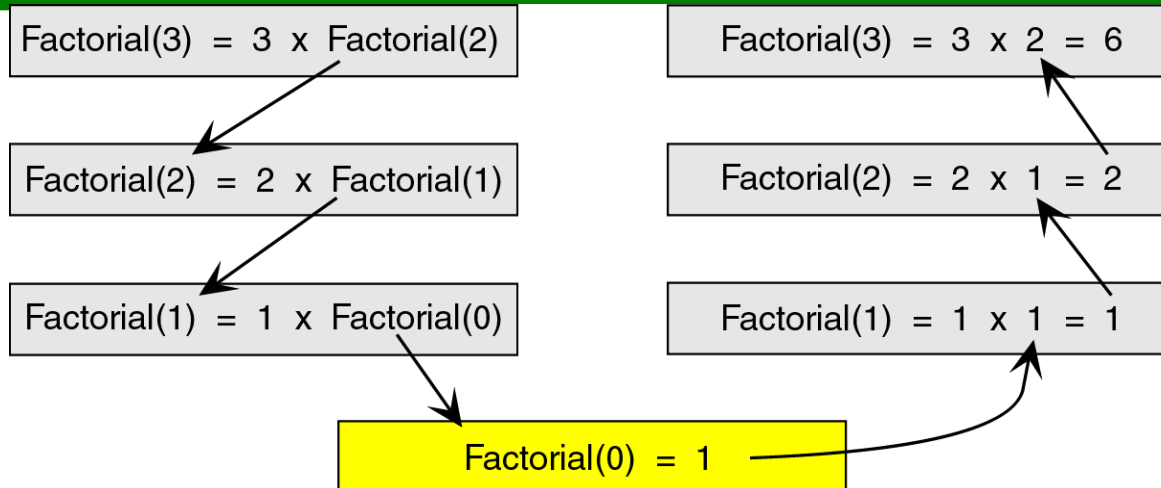 Factorial(3) = 3 x Factorial(2)
Factorial(2) = 2 x Factorial(1)
Factorial(1) = 1 x Factorial(0)
Factorial(0) = 1
Factorial(1) = 1 x 1 = 1
Factorial(2) = 2 x 1 = 2
Factorial(3) = 3 x 2 = 6